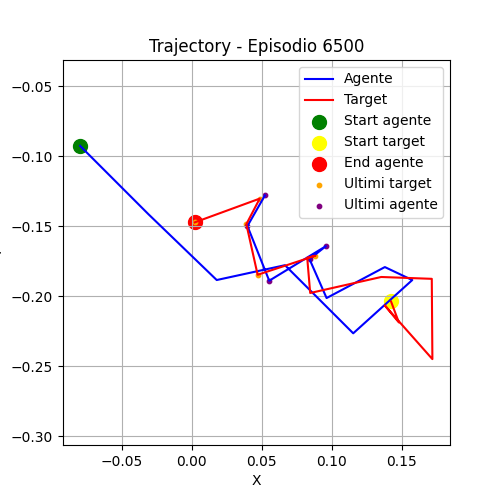 Trajectory - Episodio 6500
Agente
Target
Start agente
Start target
End agente
Ultimi target
Ultimi agente
−0.05
−0.10
−0.15
−0.20
−0.25
−0.30
−0.05
0.00
0.05
0.10
0.15
X